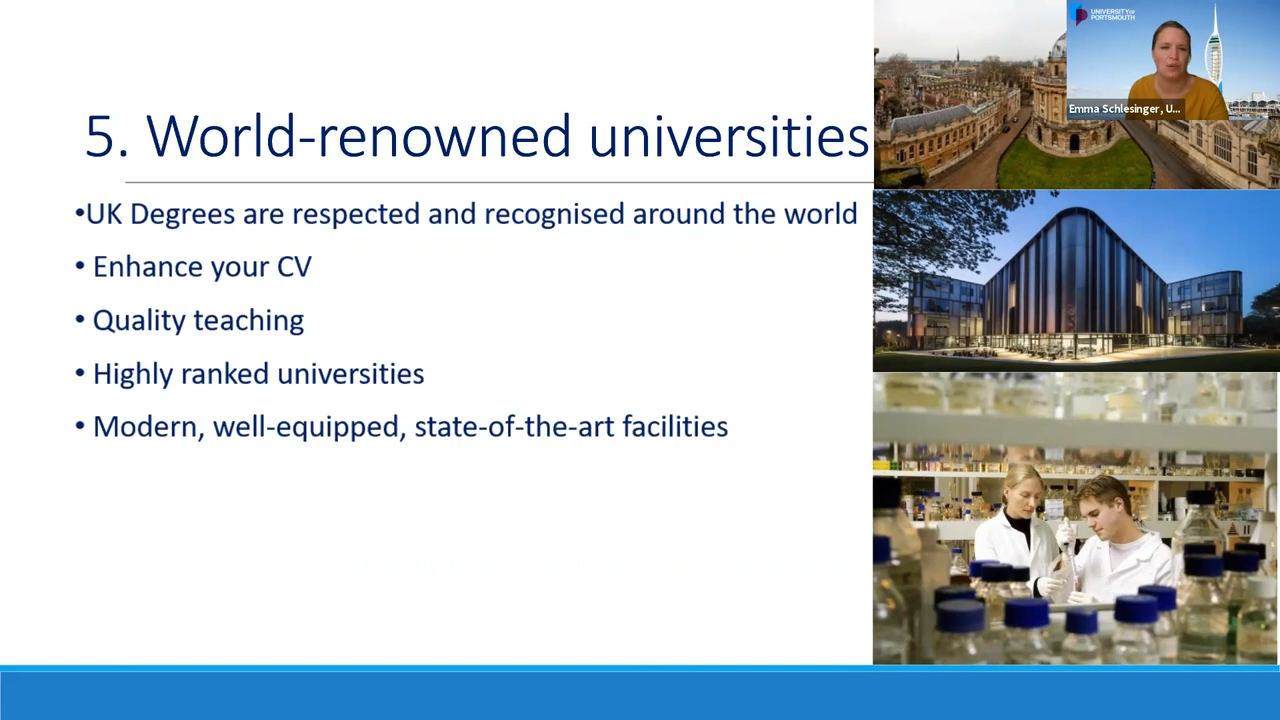 5. World-renowned universities
•UK Degrees are respected and recognised around the world
• Enhance your CV
• Quality teaching
• Highly ranked universities
• Modern, well-equipped, state-of-the-art facilities
UNIVERSITY OF
PORTSMOUTH
Emma Schlesinger, U...